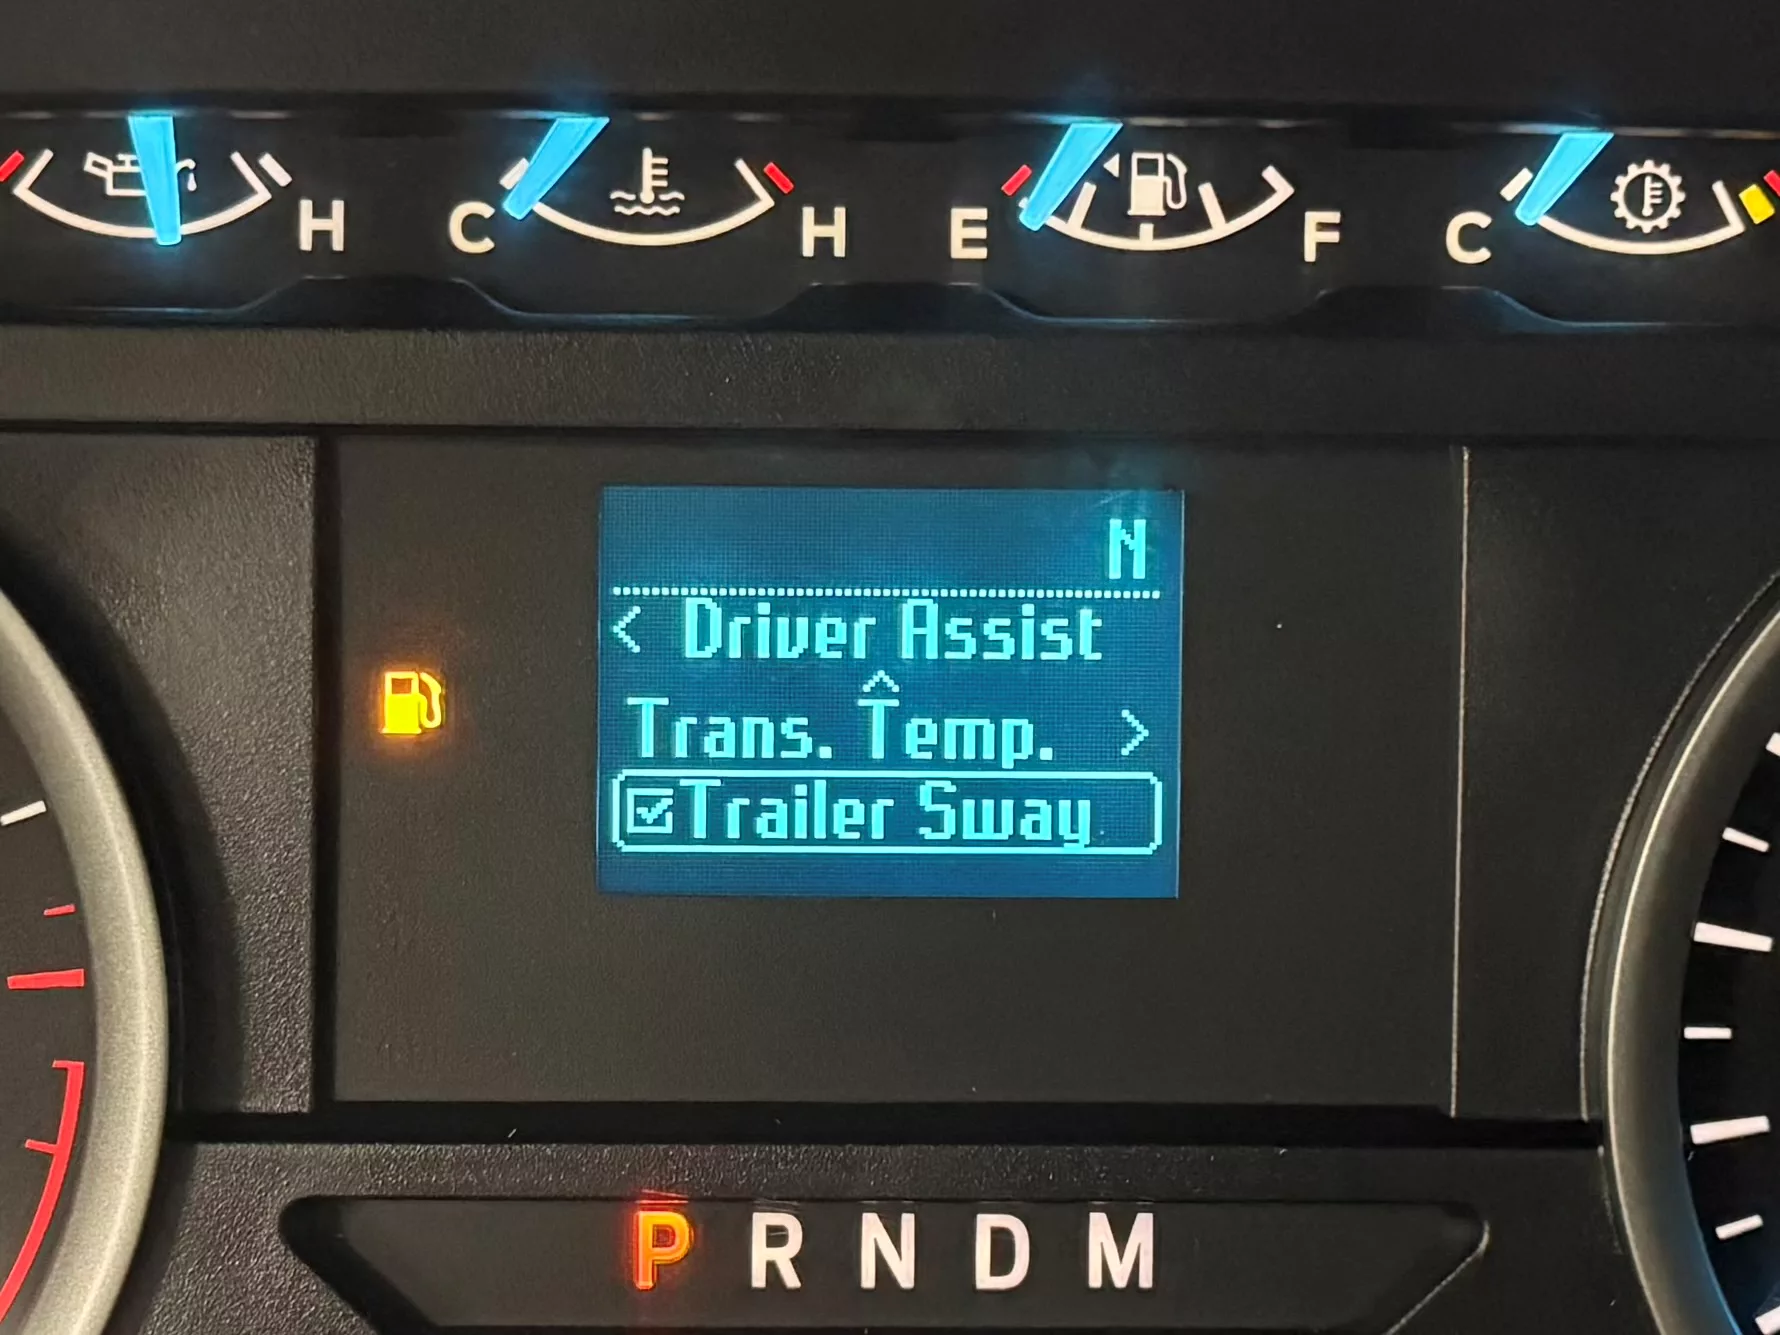 H C H E F C
N
< Driver Assist
^
Trans. Temp. >
Trailer Sway
P R N D M